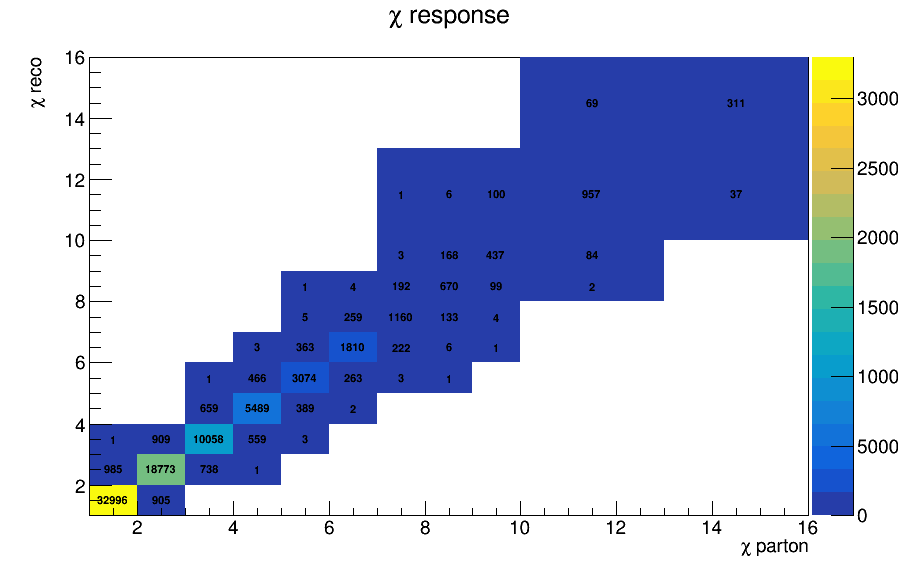 χ response
χ reco
16
14
12
10
8
6
4
2
69 311
1 6 100 957 37
3 168 437 84
1 4 192 670 99 2
5 259 1160 133 4
3 363 1810 222 6 1
1 466 3074 263 3 1
659 5489 389 2
1 909 10058 559 3
985 18773 738 1
32996 905
2 4 6 8 10 12 14 16
χ parton
3000
2500
2000
1500
1000
5000
0